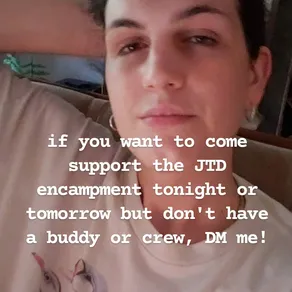 if you want to come
support the JTD
encampment tonight or
tomorrow but don't have
a buddy or crew, DM me!